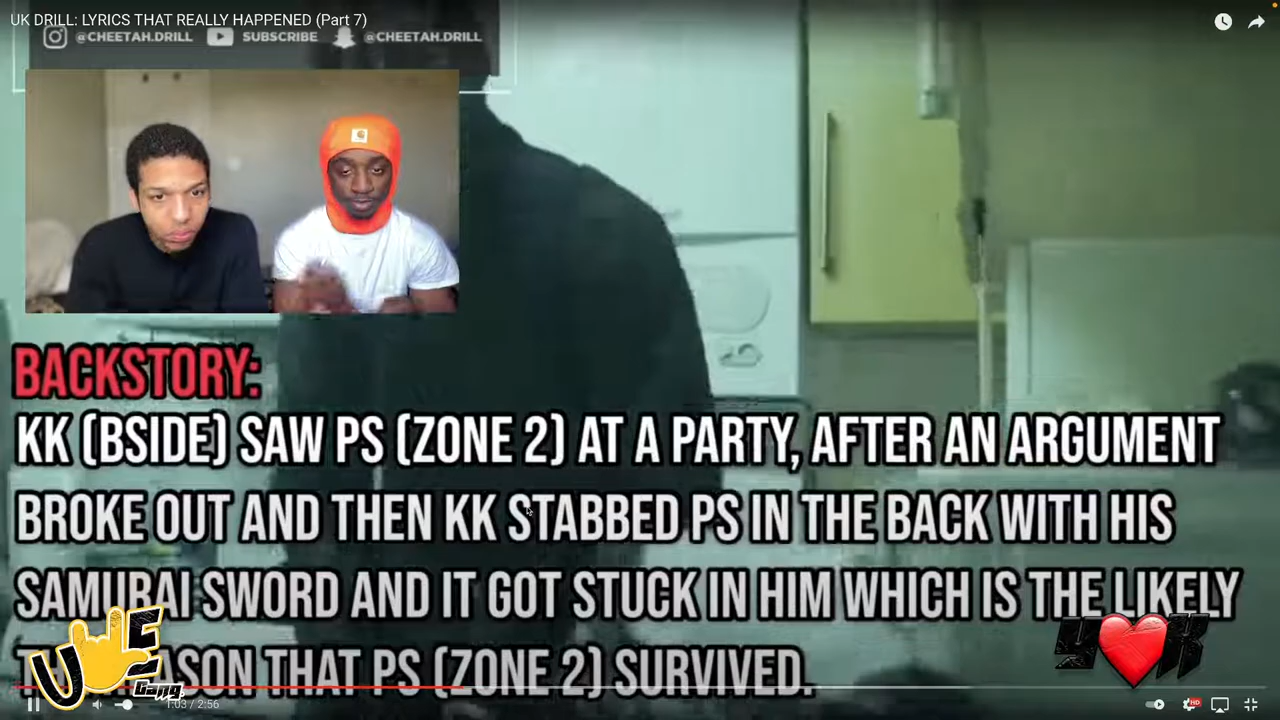 UK DRILL: LYRICS THAT REALLY HAPPENED (Part 7)
@CHEETAH.DRILL SUBSCRIBE @CHEETAH.DRILL
BACKSTORY:
KK (BSIDE) SAW PS (ZONE 2) AT A PARTY, AFTER AN ARGUMENT
BROKE OUT AND THEN KK STABBED PS IN THE BACK WITH HIS
SAMURAI SWORD AND IT GOT STUCK IN HIM WHICH IS THE LIKELY
THAT PS (ZONE 2) SURVIVED.
U E
Gang
Y K
1:03 / 2:56
HD